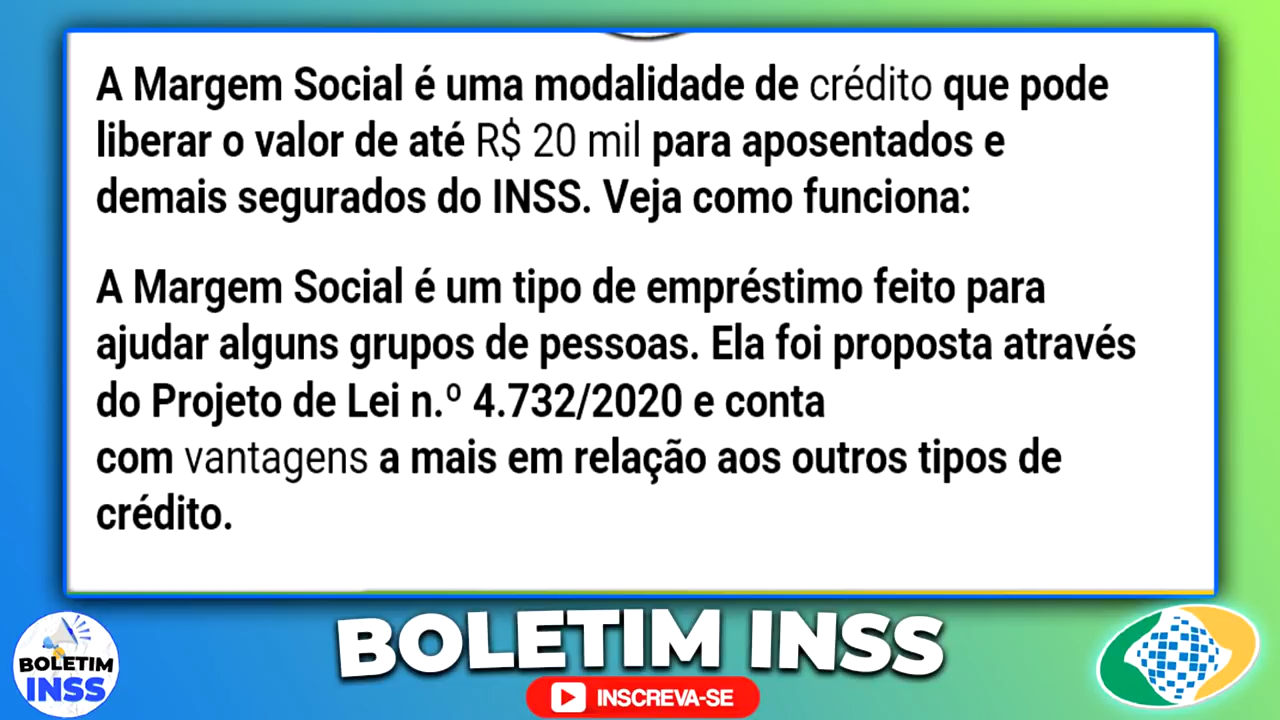 A Margem Social é uma modalidade de crédito que pode
liberar o valor de até R$ 20 mil para aposentados e
demais segurados do INSS. Veja como funciona:
A Margem Social é um tipo de empréstimo feito para
ajudar alguns grupos de pessoas. Ela foi proposta através
do Projeto de Lei n.º 4.732/2020 e conta
com vantagens a mais em relação aos outros tipos de
crédito.
BOLETIM INSS
INSCREVA-SE
BOLETIM
INSS